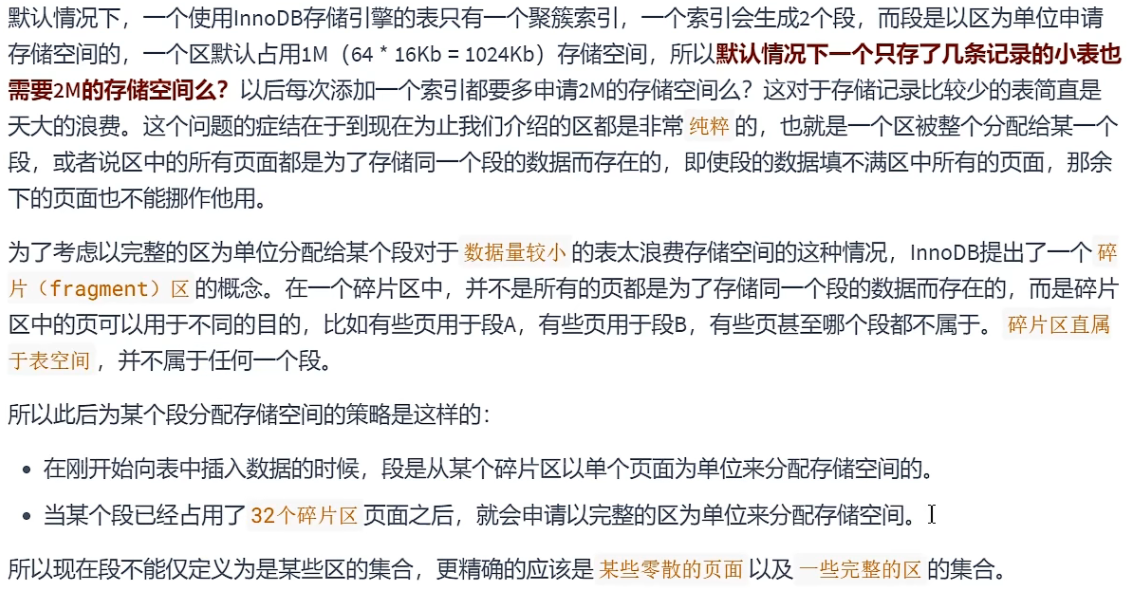 默认情况下，一个使用InnoDB存储引擎的表只有一个聚簇索引，一个索引会生成2个段，而段是以区为单位申请
存储空间的，一个区默认占用1M（64 * 16Kb = 1024Kb）存储空间，所以默认情况下一个只存了几条记录的小表也
需要2M的存储空间么？以后每次添加一个索引都要多申请2M的存储空间么？这对于存储记录比较少的表简直是
天大的浪费。这个问题的症结在于到现在为止我们介绍的区都是非常 纯粹 的，也就是一个区被整个分配给某一个
段，或者说区中的所有页面都是为了存储同一个段的数据而存在的，即使段的数据填不满区中所有的页面，那余
下的页面也不能挪作他用。
为了考虑以完整的区为单位分配给某个段对于 数据量较小 的表太浪费存储空间的这种情况，InnoDB提出了一个 碎
片（fragment）区 的概念。在一个碎片区中，并不是所有的页都是为了存储同一个段的数据而存在的，而是碎片
区中的页可以用于不同的目的，比如有些页用于段A，有些页用于段B，有些页甚至哪个段都不属于。 碎片区直属
于表空间 ，并不属于任何一个段。
所以此后为某个段分配存储空间的策略是这样的：
• 在刚开始向表中插入数据的时候，段是从某个碎片区以单个页面为单位来分配存储空间的。
• 当某个段已经占用了 32个碎片区 页面之后，就会申请以完整的区为单位来分配存储空间。
所以现在段不能仅定义为是某些区的集合，更精确的应该是 某些零散的页面 以及 一些完整的区 的集合。